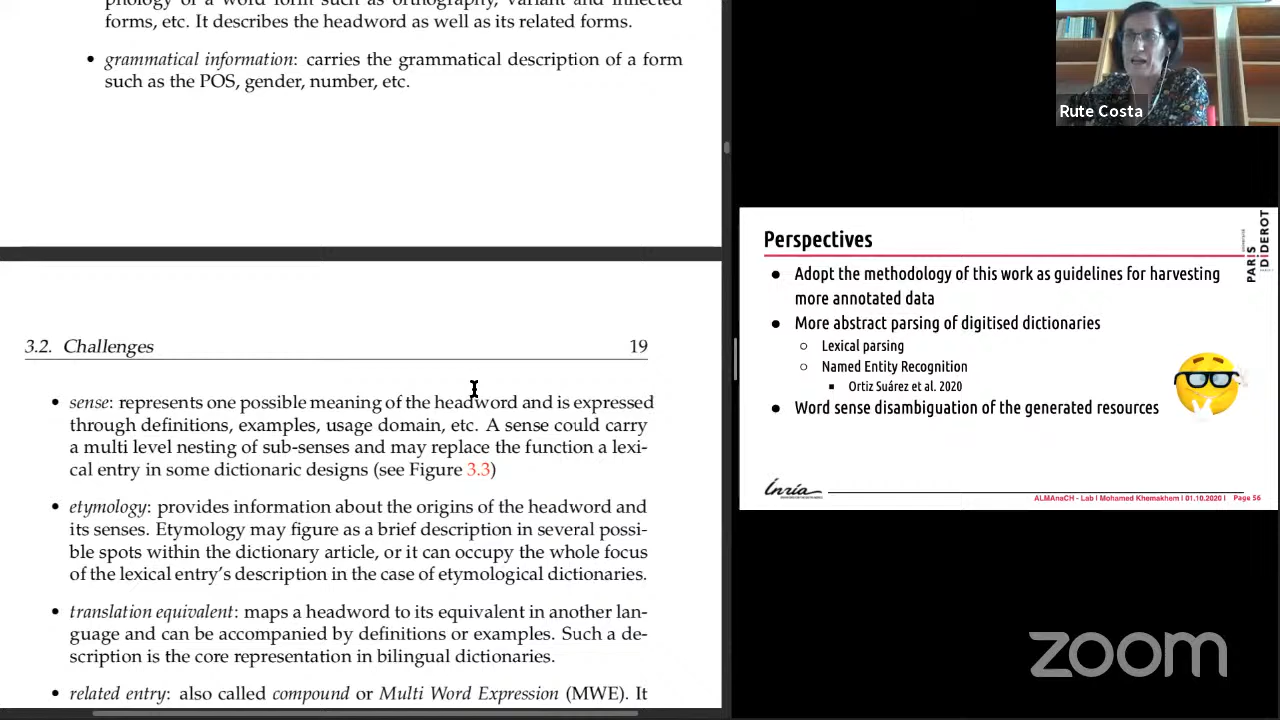 phology of a word form such as orthography, variant and inflected
forms, etc. It describes the headword as well as its related forms.
• grammatical information: carries the grammatical description of a form
such as the POS, gender, number, etc.
3.2. Challenges 19
• sense: represents one possible meaning of the headword and is expressed
through definitions, examples, usage domain, etc. A sense could carry
a multi level nesting of sub-senses and may replace the function a lexi-
cal entry in some dictionaric designs (see Figure 3.3)
• etymology: provides information about the origins of the headword and
its senses. Etymology may figure as a brief description in several possi-
ble spots within the dictionary article, or it can occupy the whole focus
of the lexical entry's description in the case of etymological dictionaries.
• translation equivalent: maps a headword to its equivalent in another lan-
guage and can be accompanied by definitions or examples. Such a de-
scription is the core representation in bilingual dictionaries.
• related entry: also called compound or Multi Word Expression (MWE). It
Rute Costa
Perspectives
PARIS
DIDEROT
● Adopt the methodology of this work as guidelines for harvesting
more annotated data
● More abstract parsing of digitised dictionaries
○ Lexical parsing
○ Named Entity Recognition
■ Ortiz Suárez et al. 2020
● Word sense disambiguation of the generated resources
Inria
ALMAnaCH - Lab I Mohamed Khemakhem I 01.10.2020 I Page 56
zoom